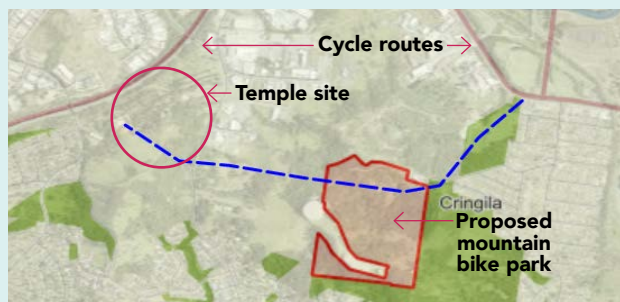 Cycle routes
Temple site
Cringila
Proposed
mountain
bike park